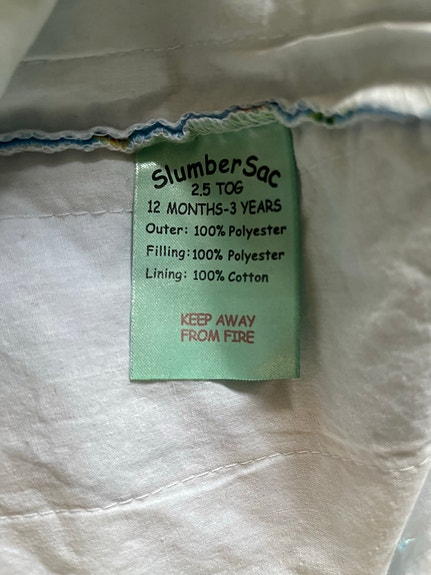 SlumberSac
2.5 TOG
12 MONTHS-3 YEARS
Outer: 100% Polyester
Filling: 100% Polyester
Lining: 100% Cotton
KEEP AWAY
FROM FIRE